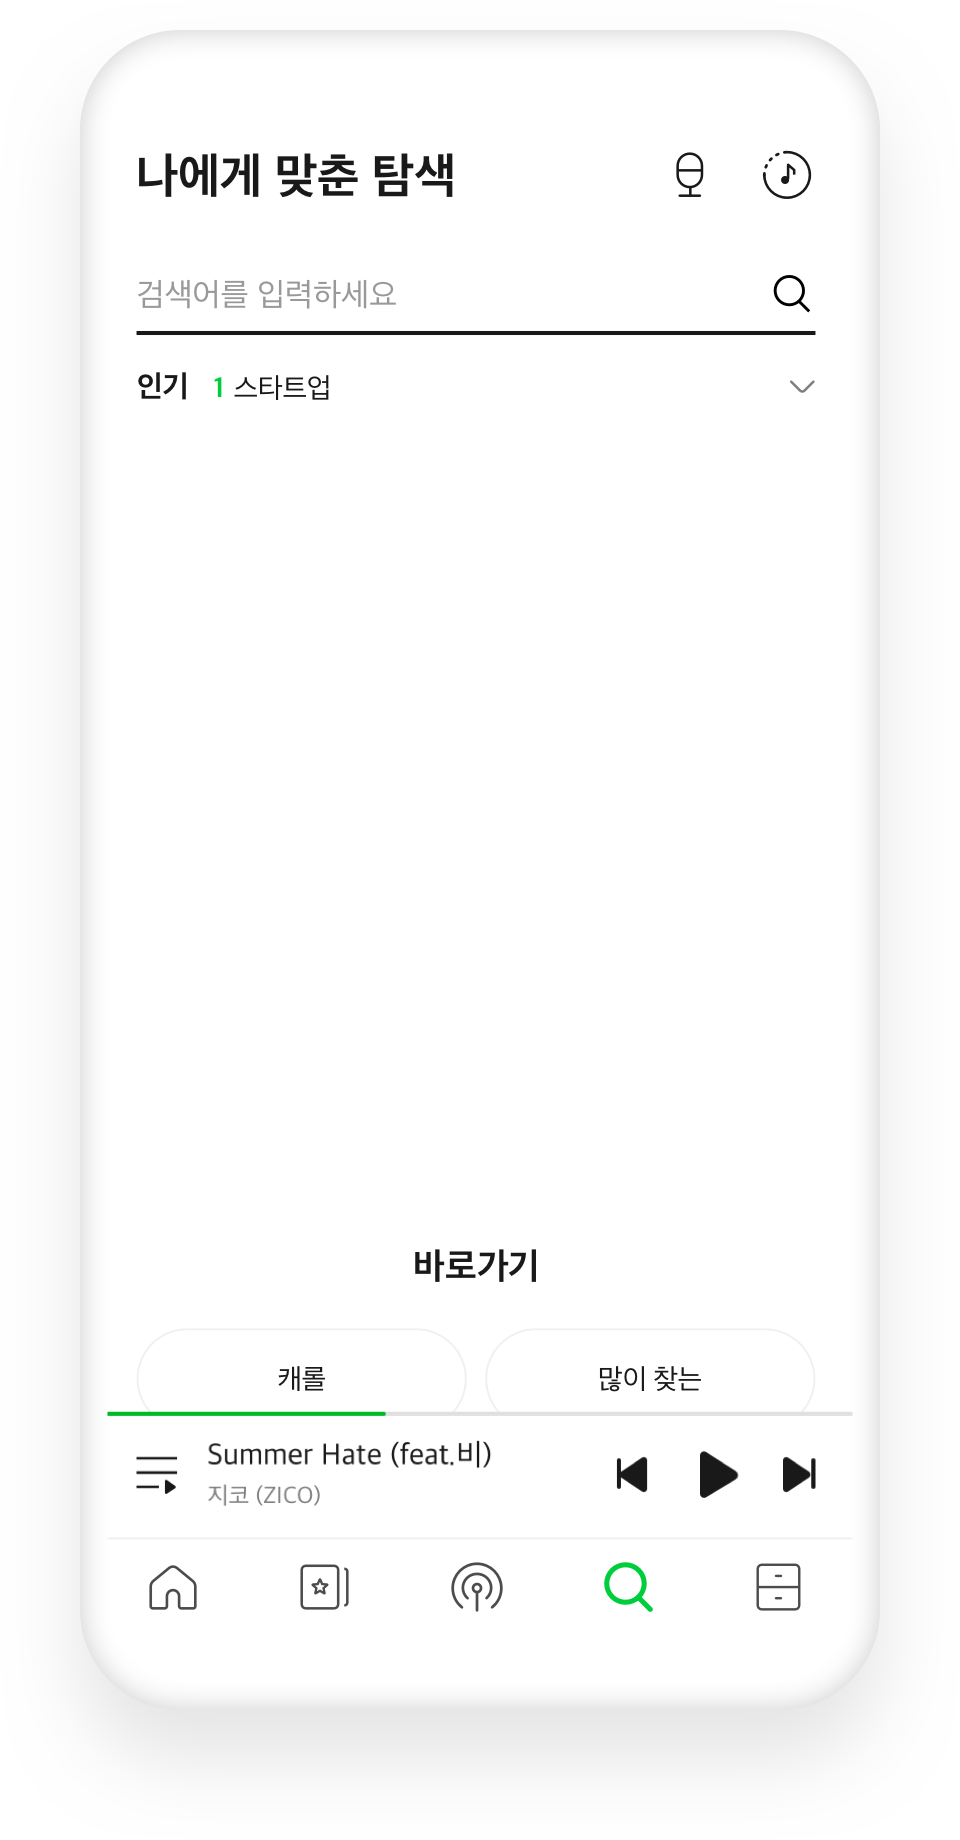 나에게 맞춘 탐색
검색어를 입력하세요
인기 1 스타트업
바로가기
캐롤 많이 찾는
Summer Hate (feat.비)
지코 (ZICO)